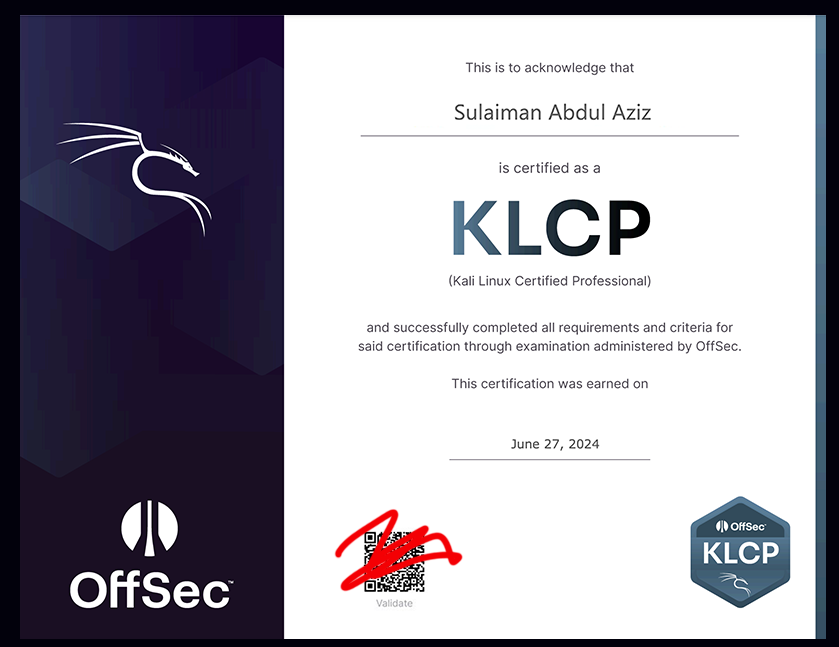 This is to acknowledge that
Sulaiman Abdul Aziz
is certified as a
KLCP
(Kali Linux Certified Professional)
and successfully completed all requirements and criteria for
said certification through examination administered by OffSec.
This certification was earned on
June 27, 2024
Validate
OffSec™
OffSec™
KLCP